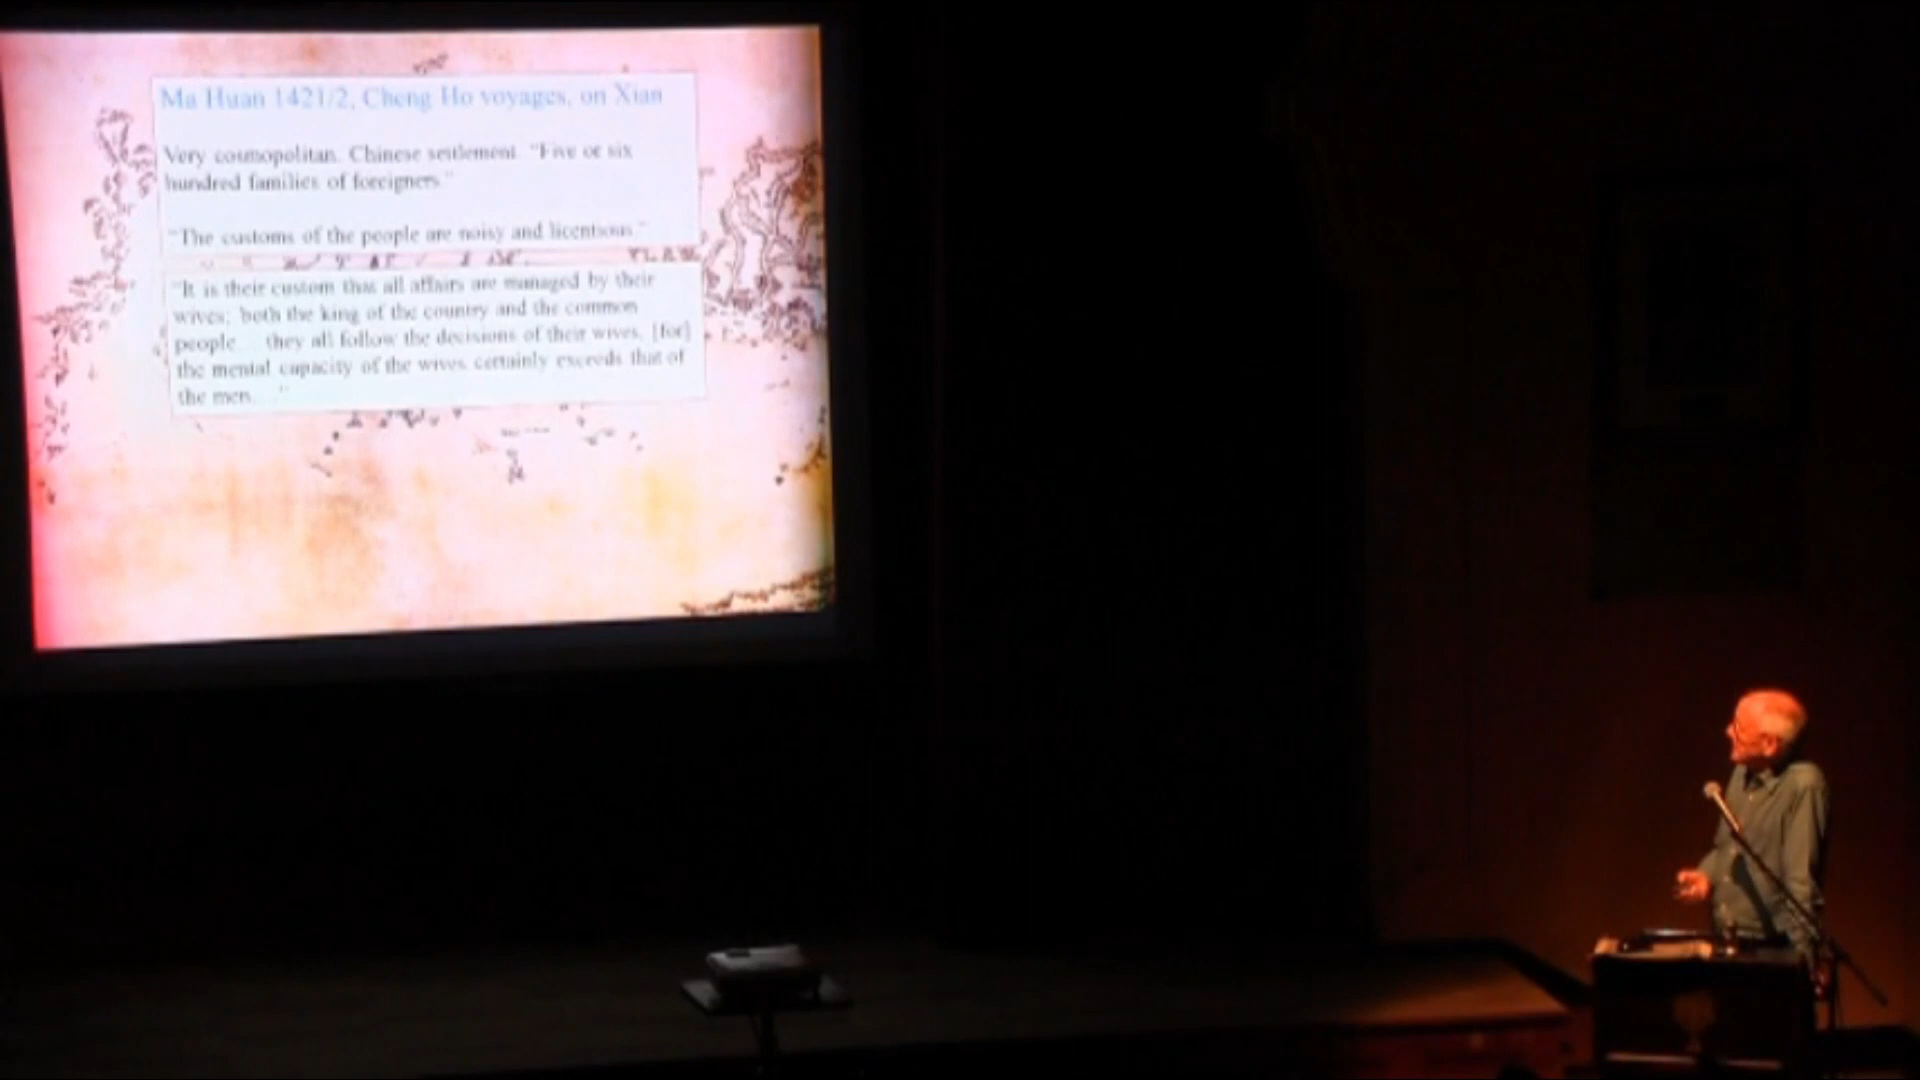 Ma Huan 1421/2, Cheng Ho voyages, on Xian
Very cosmopolitan. Chinese settlement. "Five or six
hundred families of foreigners."
"The customs of the people are noisy and licentious."
"It is their custom that all affairs are managed by their
wives; both the king of the country and the common
people ... they all follow the decisions of their wives, [for]
the mental capacity of the wives certainly exceeds that of
the men. ..."